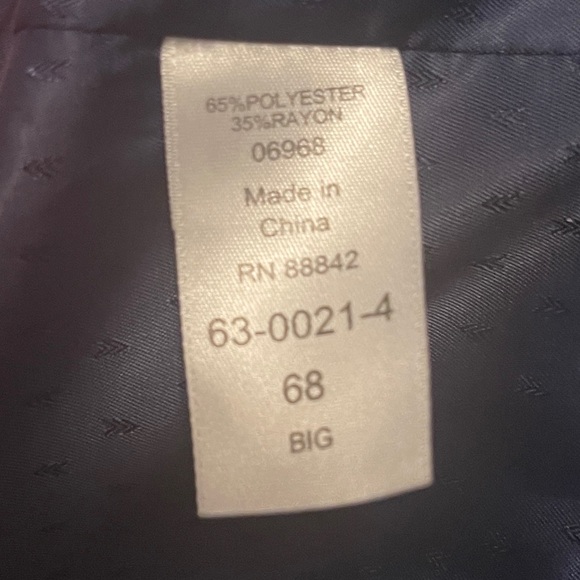 65%POLYESTER
35%RAYON
06968
Made in
China
RN 88842
63-0021-4
68
BIG